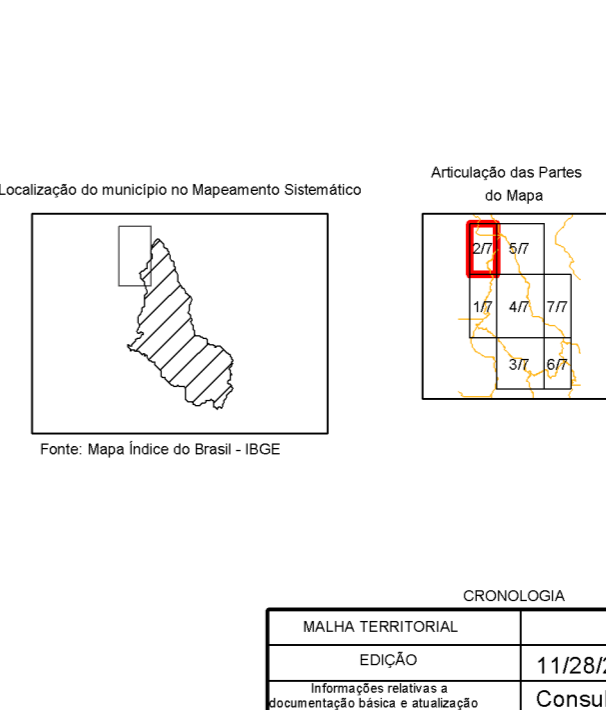 Localização do município no Mapeamento Sistemático
Articulação das Partes
do Mapa
2/7 5/7
1/7 4/7 7/7
3/7 6/7
Fonte: Mapa Índice do Brasil - IBGE
CRONOLOGIA
MALHA TERRITORIAL
EDIÇÃO 11/28/
Informações relativas a
documentação básica e atualização